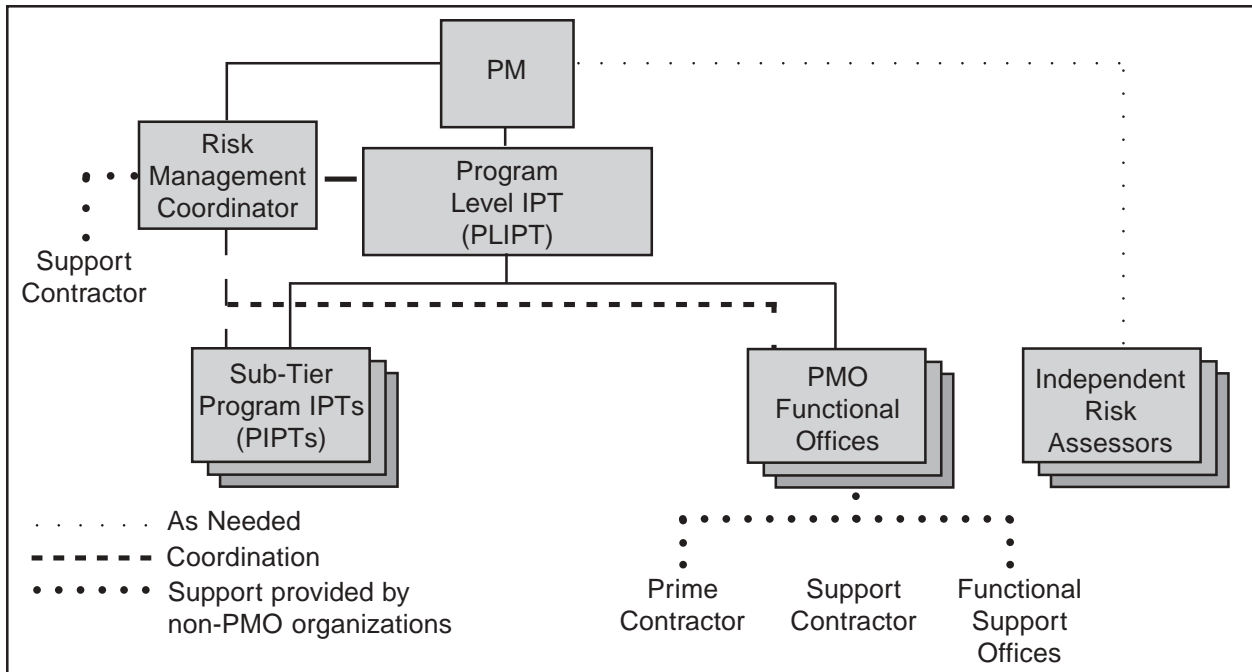 PM
Risk
Management
Coordinator
Program
Level IPT
(PLIPT)
Support
Contractor
Sub-Tier
Program IPTs
(PIPTs)
PMO
Functional
Offices
Independent
Risk
Assessors
As Needed
Coordination
Support provided by
non-PMO organizations
Prime
Contractor
Support
Contractor
Functional
Support
Offices